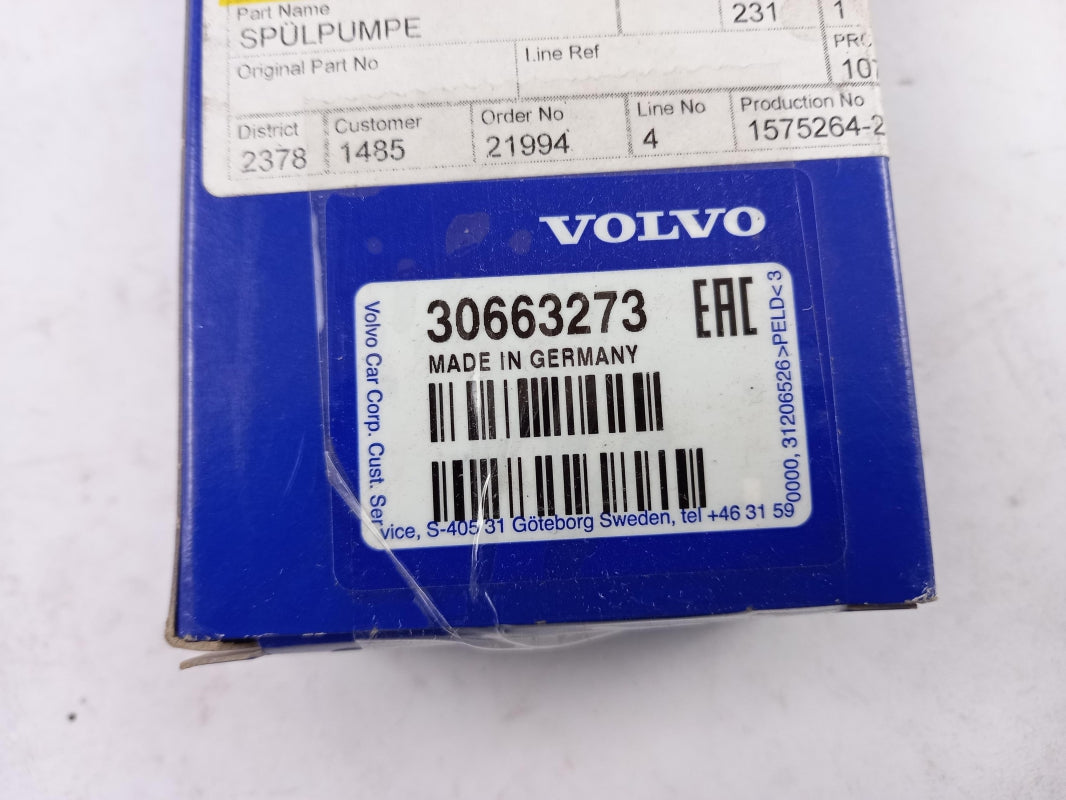 Part Name
SPÜLPUMPE
231
1
Original Part No
Line Ref
District
2378
Customer
1485
Order No
21994
Line No
4
Production No
1575264-2
VOLVO
30663273
EAC
MADE IN GERMANY
Volvo Car Corp. Cust. Service, S-405 31 Göteborg Sweden, tel +46 31 59 0000, 31206526>PELD<3